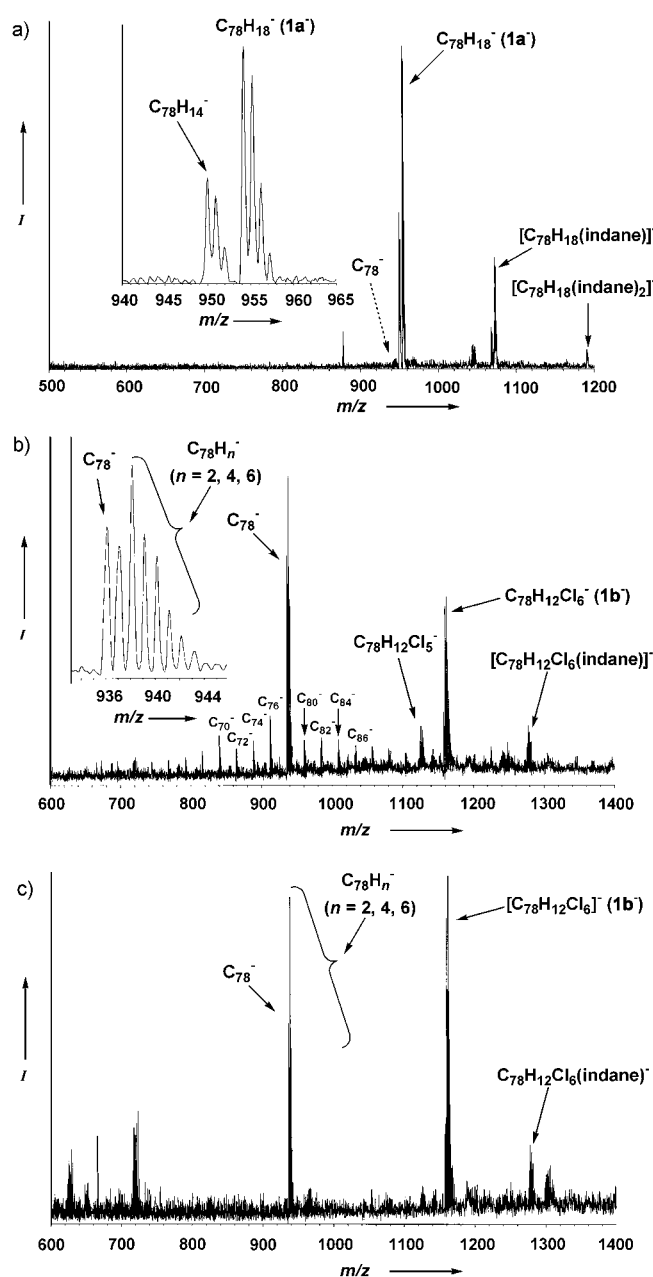 a)
C₇₈H₁₈⁻ (1a⁻)
C₇₈H₁₈⁻ (1a⁻)
C₇₈H₁₄⁻
[C₇₈H₁₈(indane)]⁻
C₇₈⁻
[C₇₈H₁₈(indane)₂]⁻
I
940 945 950 955 960 965
m/z
500 600 700 800 900 1000 1100 1200
m/z
b)
C₇₈Hₙ⁻
C₇₈⁻
(n = 2, 4, 6)
C₇₈⁻
C₇₈H₁₂Cl₆⁻ (1b⁻)
C₇₈H₁₂Cl₅⁻
[C₇₈H₁₂Cl₆(indane)]⁻
I
936 940 944
m/z
C₇₀⁻ C₇₂⁻ C₇₄⁻ C₇₆⁻ C₈₀⁻ C₈₂⁻ C₈₄⁻ C₈₆⁻
600 700 800 900 1000 1100 1200 1300 1400
m/z
c)
C₇₈Hₙ⁻
(n = 2, 4, 6)
[C₇₈H₁₂Cl₆]⁻ (1b⁻)
C₇₈⁻
C₇₈H₁₂Cl₆(indane)⁻
I
600 700 800 900 1000 1100 1200 1300 1400
m/z